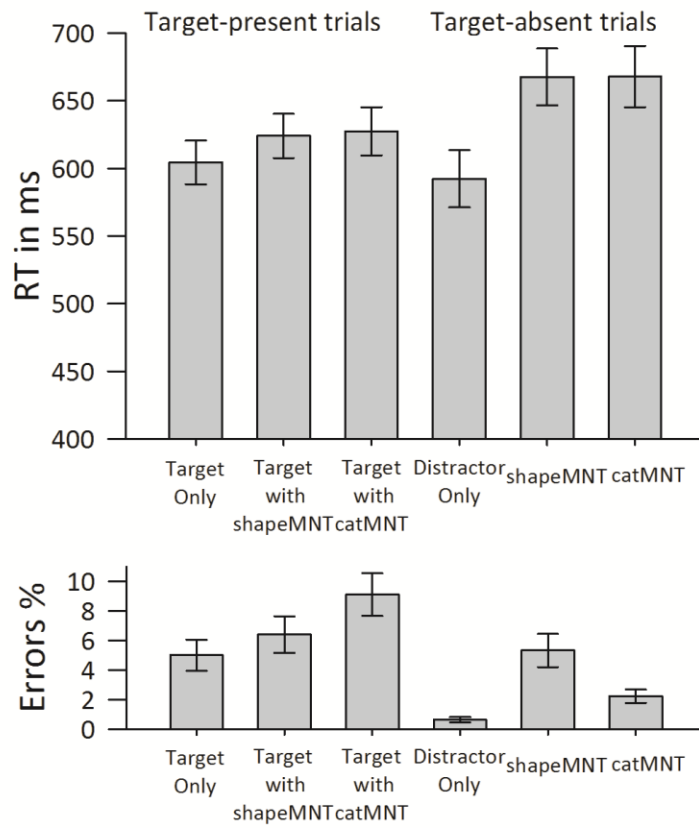 Target-present trials Target-absent trials
RT in ms
700
650
600
550
500
450
400
Target Only
Target with shapeMNT
Target with catMNT
Distractor Only
shapeMNT
catMNT
Errors %
10
8
6
4
2
0
Target Only
Target with shapeMNT
Target with catMNT
Distractor Only
shapeMNT
catMNT